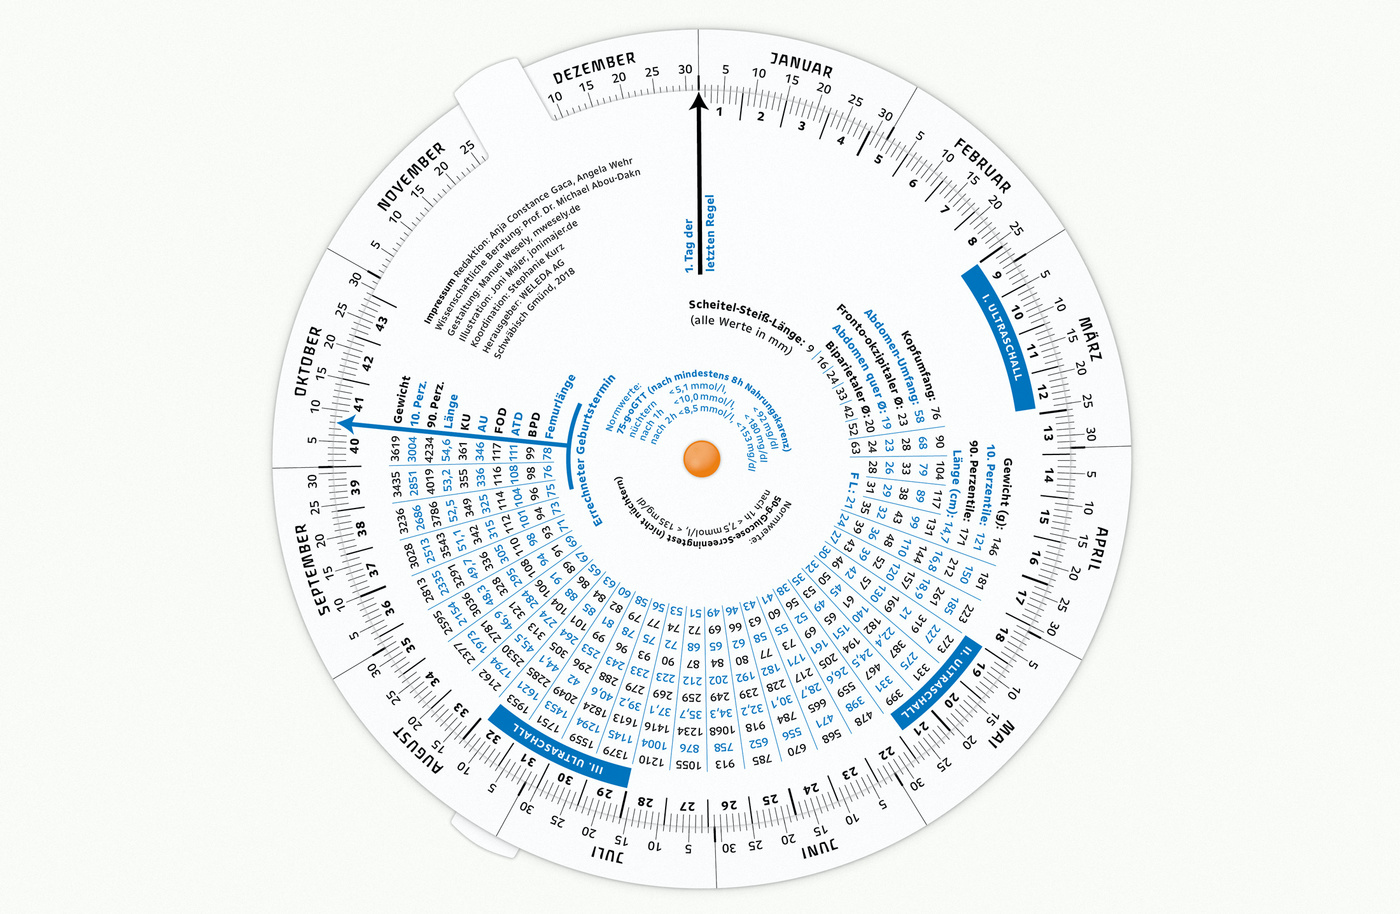 JANUAR
5 10 15 20 25 30
FEBRUAR
5 10 15 20 25
MÄRZ
5 10 15 20 25 30
APRIL
5 10 15 20 25 30
MAI
5 10 15 20 25 30
JUNI
5 10 15 20 25 30
JULI
5 10 15 20 25 30
AUGUST
5 10 15 20 25 30
SEPTEMBER
5 10 15 20 25 30
OKTOBER
5 10 15 20 25 30
NOVEMBER
5 10 15 20 25
DEZEMBER
10 15 20 25 30
1 2 3 4 5 6 7 8 9 10 11 12 13 14 15 16 17 18 19 20 21 22 23 24 25 26 27 28 29 30 31 32 33 34 35 36 37 38 39 40 41 42 43
1. Tag der
letzten Regel
I. ULTRASCHALL
II. ULTRASCHALL
III. ULTRASCHALL
Impressum Redaktion: Anja Constance Gaca, Angela Wehr
Wissenschaftliche Beratung: Prof. Dr. Michael Abou-Dakn
Gestaltung: Manuel Wesely, mwesely.de
Illustration: Joni Majer, jonimajer.de
Koordination: Stephanie Kurz
Herausgeber: WELEDA AG
Schwäbisch Gmünd, 2018
Scheitel-Steiß-Länge: 9 16 24 33 42 52 63
(alle Werte in mm)
Kopfumfang: 76 90 104 117 131 144 157 169 182 194 205 217 228 239 249 259 269 279 288 296 305 313 321 328 336 342 349 355 361
Abdomen-Umfang: 58 68 79 89 99 110 120 130 140 151 161 171 182 192 202 212 223 233 243 253 264 274 284 295 305 315 325 336 346
Fronto-okzipitaler Ø: 23 28 33 38 43 48 52 57 61 65 69 73 77 80 84 87 90 93 96 99 101 104 106 108 110 112 114 116 117
Abdomen quer Ø: 19 23 26 29 33 36 39 42 45 49 52 55 58 62 65 68 72 75 78 81 85 88 91 94 98 101 104 108 111
Biparietaler Ø: 20 24 28 31 35 39 43 46 50 53 56 60 63 66 69 72 74 77 79 82 84 86 89 91 93 94 96 98 99
FL: 21 24 27 30 32 35 38 41 43 46 49 51 53 56 58 60 63 65 67 69 71 73 75 76 78
Gewicht (g): 146 181 223 273 331 399 478 568 670 785 913 1055 1210 1379 1559 1751 1953 2162 2377 2595 2813 3028 3236 3435 3619
10. Perzentile: 121 150 185 227 275 331 398 471 556 652 758 876 1004 1145 1294 1453 1621 1794 1973 2154 2335 2513 2686 2851 3004
90. Perzentile: 171 212 261 319 387 467 559 665 784 918 1068 1234 1416 1613 1824 2049 2285 2530 2781 3036 3291 3543 3786 4019 4234
Länge (cm): 14,7 16,8 18,9 21 22,4 24,5 26,6 28,7 30,1 32,2 34,3 35,7 37,1 39,2 40,6 42 44,1 45,5 46,9 48,3 49,7 51,1 52,5 53,2 54,6
Gewicht
10. Perz.
90. Perz.
Länge
KU
AU
FOD
ATD
BPD
Femurlänge
Errechneter Geburtstermin
Normwerte:
75-g-oGTT (nach mindestens 8h Nahrungskarenz)
nüchtern <5,1 mmol/l, <92 mg/dl
nach 1h <10,0 mmol/l, <180 mg/dl
nach 2h <8,5 mmol/l, <153 mg/dl
Normwerte:
50-g-Glucose-Screeningtest (nicht nüchtern)
nach 1h <7,5 mmol/l, < 135 mg/dl